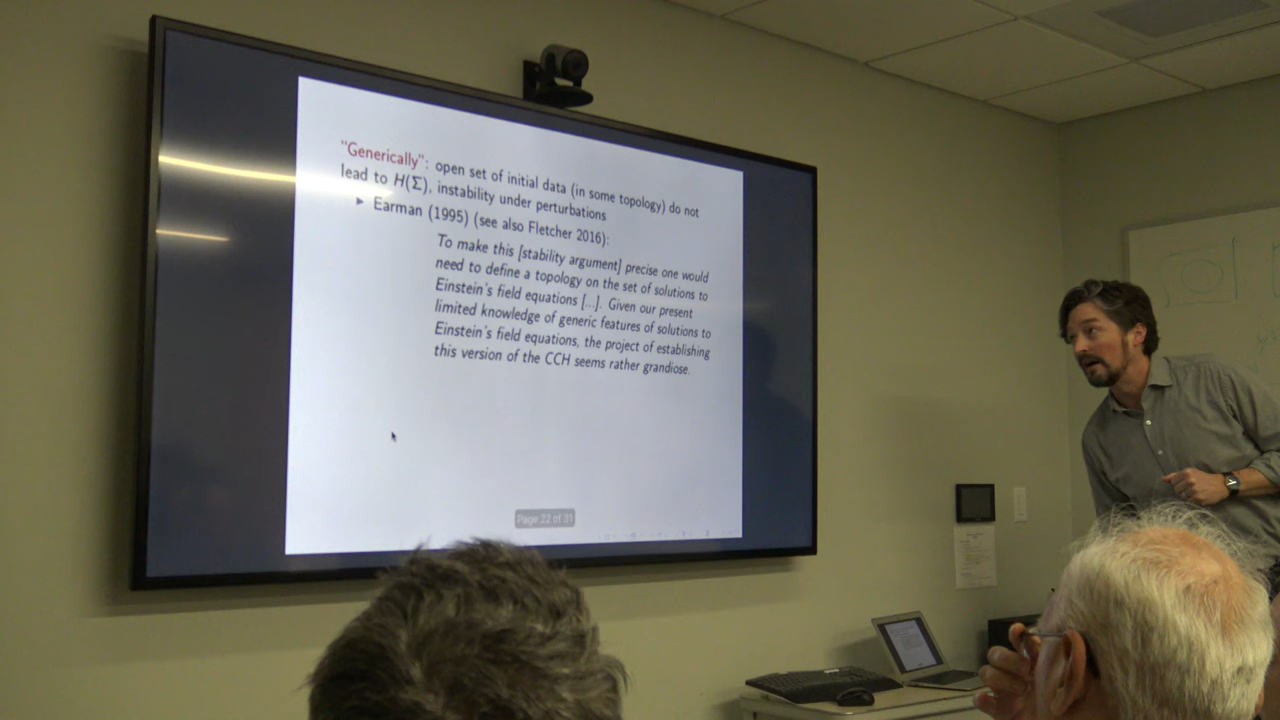 "Generically": open set of initial data (in some topology) do not
lead to H(Σ), instability under perturbations
▶ Earman (1995) (see also Fletcher 2016):
To make this [stability argument] precise one would
need to define a topology on the set of solutions to
Einstein's field equations [...]. Given our present
limited knowledge of generic features of solutions to
Einstein's field equations, the project of establishing
this version of the CCH seems rather grandiose.
Page 22 of 31